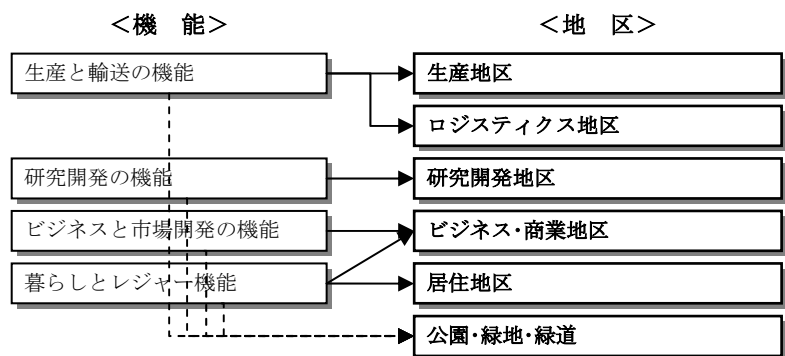 ＜機　能＞
＜地　区＞
生産と輸送の機能
生産地区
ロジスティクス地区
研究開発の機能
研究開発地区
ビジネスと市場開発の機能
ビジネス･商業地区
暮らしとレジャー機能
居住地区
公園･緑地･緑道